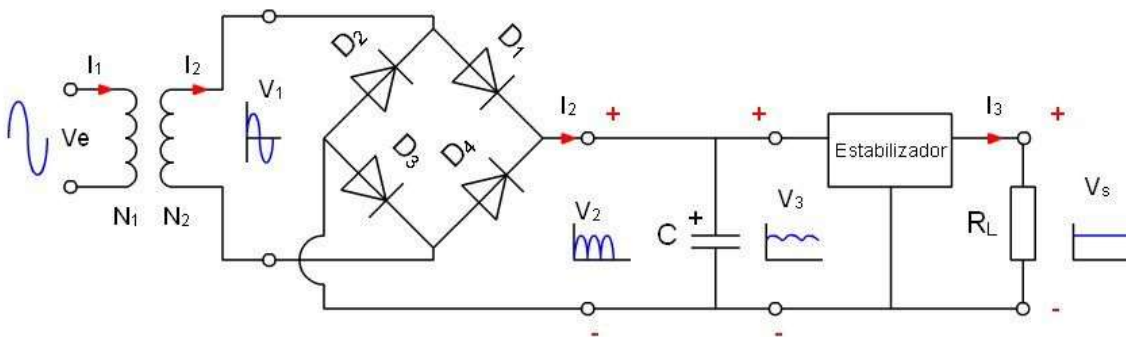 I1
I2
Ve
N1
N2
V1
D2
D1
D3
D4
I2
+
+
V2
C
+
V3
Estabilizador
I3
+
RL
Vs
-
-
-